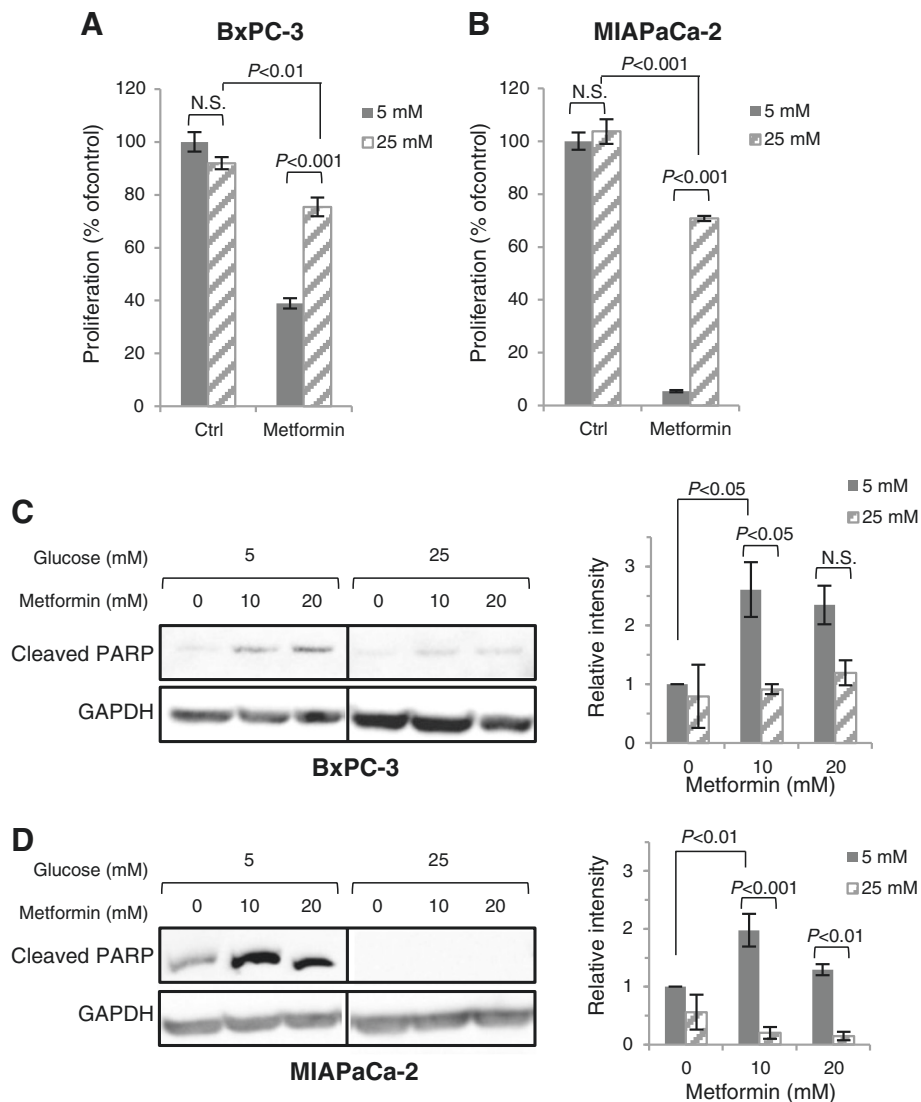 A
BxPC-3
P<0.01
N.S.
P<0.001
5 mM
25 mM
120
100
80
60
40
20
0
Proliferation (% ofcontrol)
Ctrl Metformin
B
MIAPaCa-2
P<0.001
N.S.
P<0.001
5 mM
25 mM
120
100
80
60
40
20
0
Proliferation (% ofcontrol)
Ctrl Metformin
C
Glucose (mM) 5 25
Metformin (mM) 0 10 20 0 10 20
Cleaved PARP
GAPDH
BxPC-3
5 mM
25 mM
P<0.05
P<0.05
N.S.
3
2
1
0
Relative intensity
0 10 20
Metformin (mM)
D
Glucose (mM) 5 25
Metformin (mM) 0 10 20 0 10 20
Cleaved PARP
GAPDH
MIAPaCa-2
5 mM
25 mM
P<0.01
P<0.001
P<0.01
3
2
1
0
Relative intensity
0 10 20
Metformin (mM)